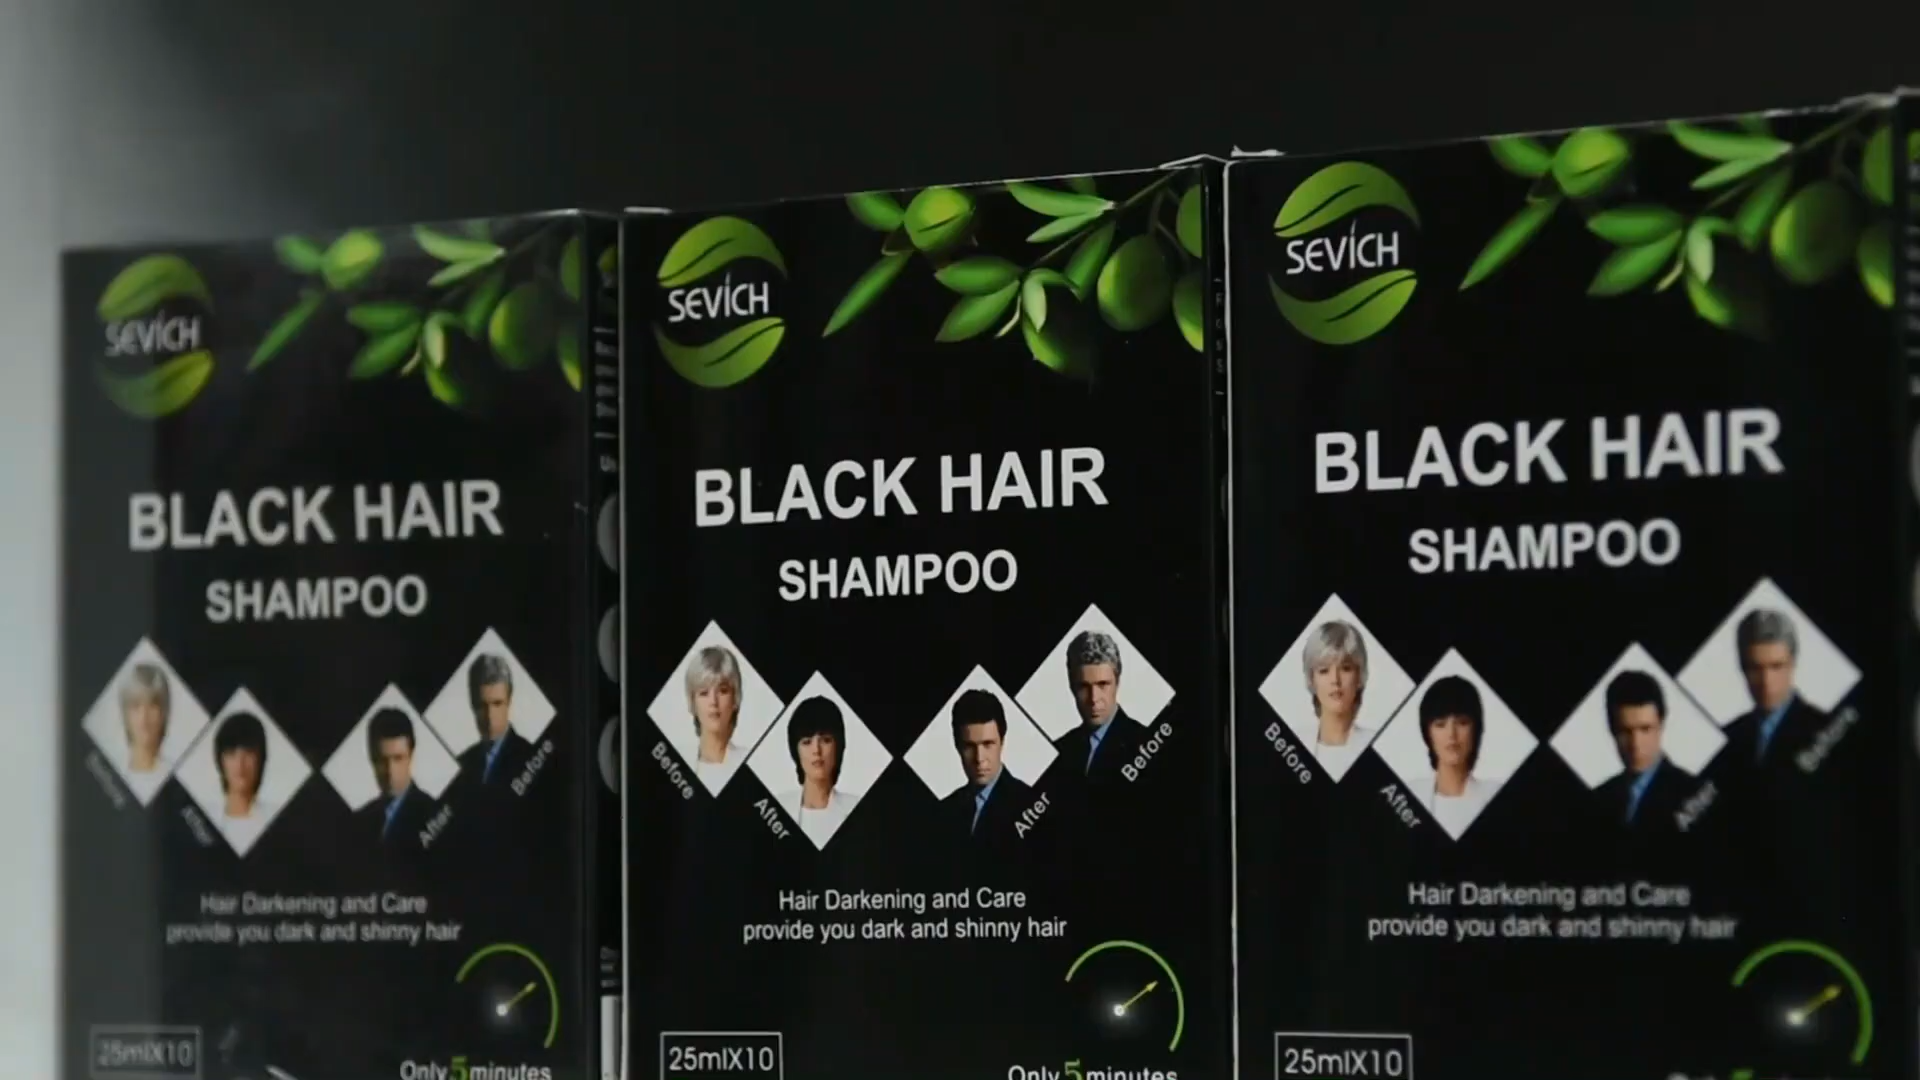 SEVICH
BLACK HAIR
SHAMPOO
After
After
Before
Hair Darkening and Care
provide you dark and shinny hair
25mlX10
Only 5 minutes
SEVICH
BLACK HAIR
SHAMPOO
Before
After
After
Before
Hair Darkening and Care
provide you dark and shinny hair
25mlX10
Only 5 minutes
SEVICH
BLACK HAIR
SHAMPOO
Before
After
After
Before
Hair Darkening and Care
provide you dark and shinny hair
25mlX10